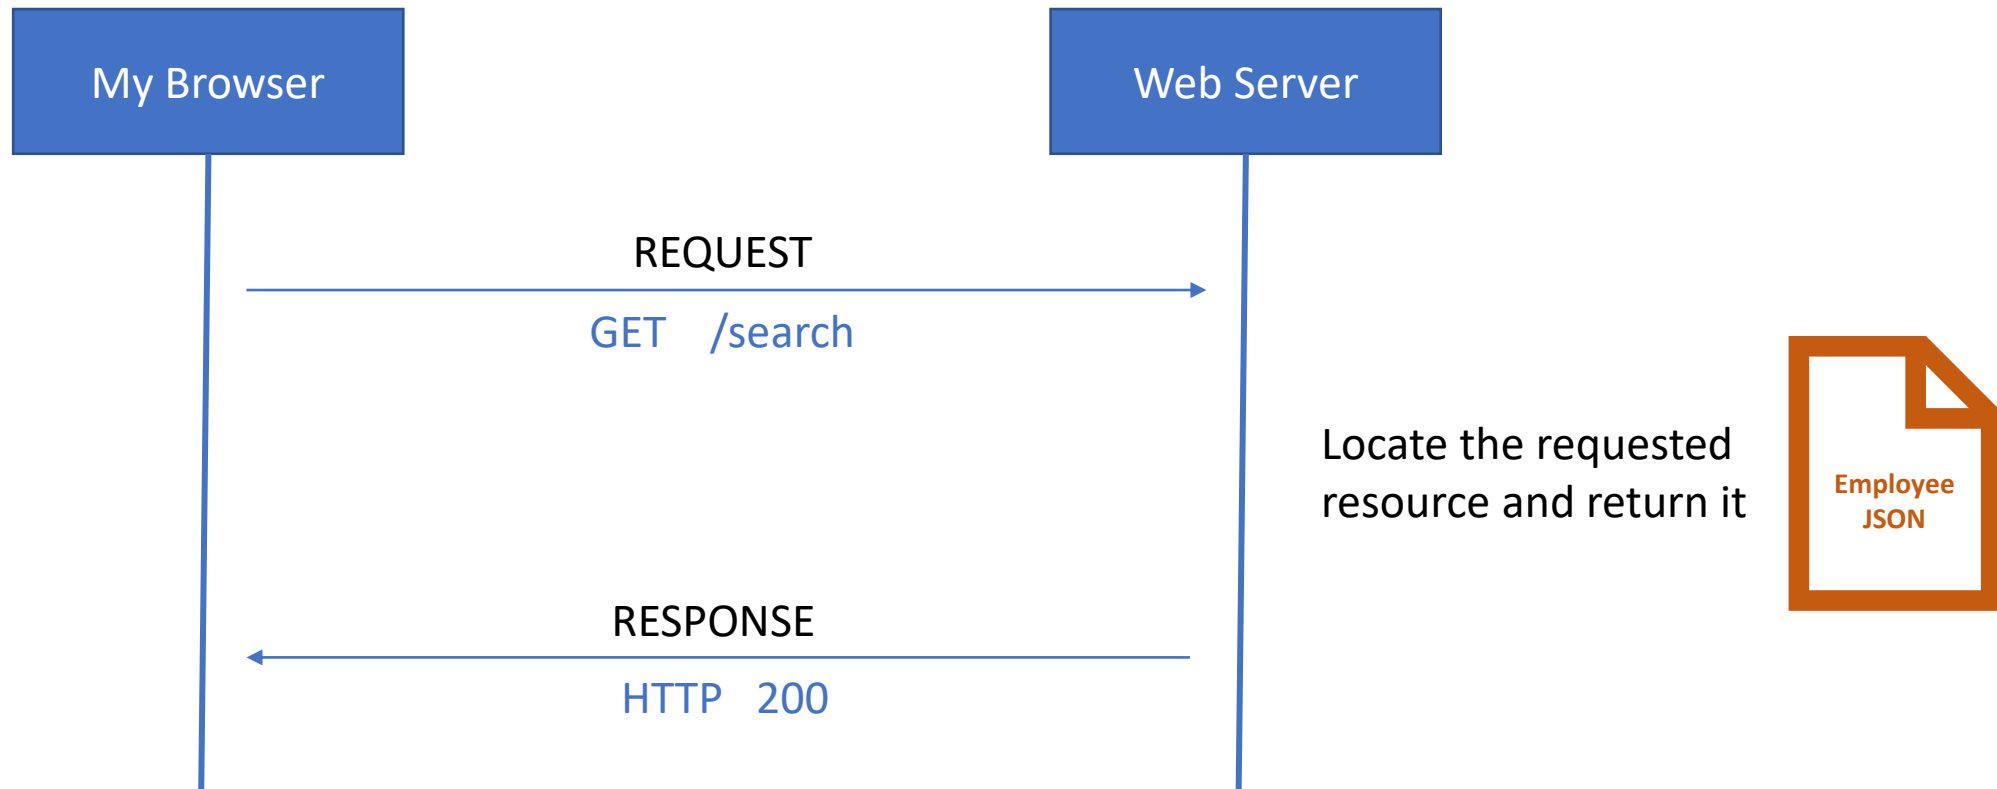 My Browser
Web Server
REQUEST
GET /search
Locate the requested
resource and return it
Employee
JSON
RESPONSE
HTTP 200